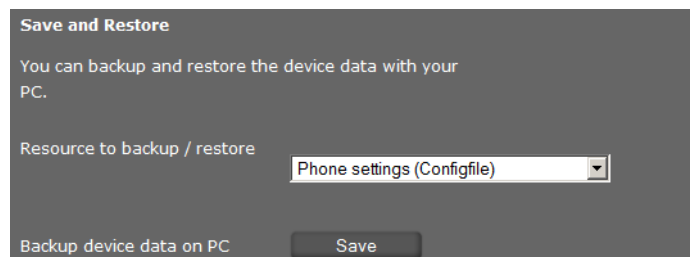 Save and Restore
You can backup and restore the device data with your
PC.
Resource to backup / restore
Phone settings (Configfile)
Backup device data on PC
Save